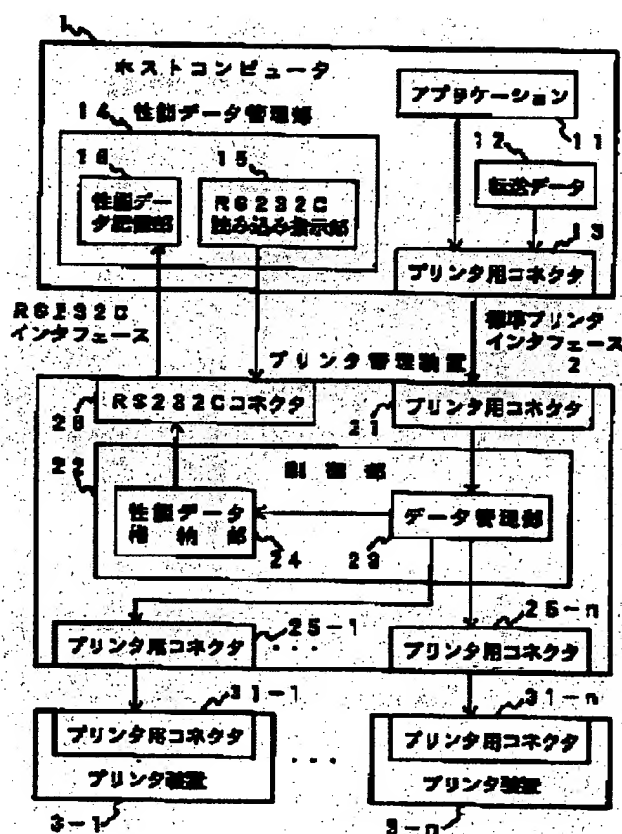 1
ホストコンピュータ
アプラケーション
11
14 性能データ管理部
12
転送データ
16
性能デー
タ記憶部
15
RS232C
読み込み指示部
13
プリンタ用コネクタ
RS232C
インタフェース
標準プリンタ
インタフェース
2
プリンタ管理装置
RS232Cコネクタ
26
プリンタ用コネクタ
21
22
制御部
性能データ
格納部
24
データ管理部
23
25-1
プリンタ用コネクタ
...
25-n
プリンタ用コネクタ
31-1
プリンタ用コネクタ
プリンタ装置
3-1
...
31-n
プリンタ用コネクタ
プリンタ装置
3-n